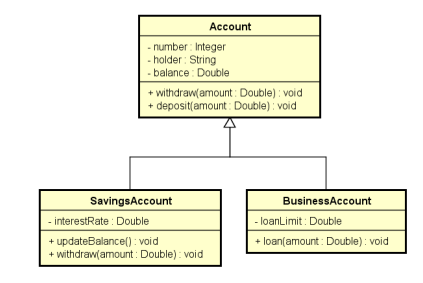 Account
- number : Integer
- holder : String
- balance : Double
+ withdraw(amount : Double) : void
+ deposit(amount : Double) : void
SavingsAccount
- interestRate : Double
+ updateBalance() : void
+ withdraw(amount : Double) : void
BusinessAccount
- loanLimit : Double
+ loan(amount : Double) : void